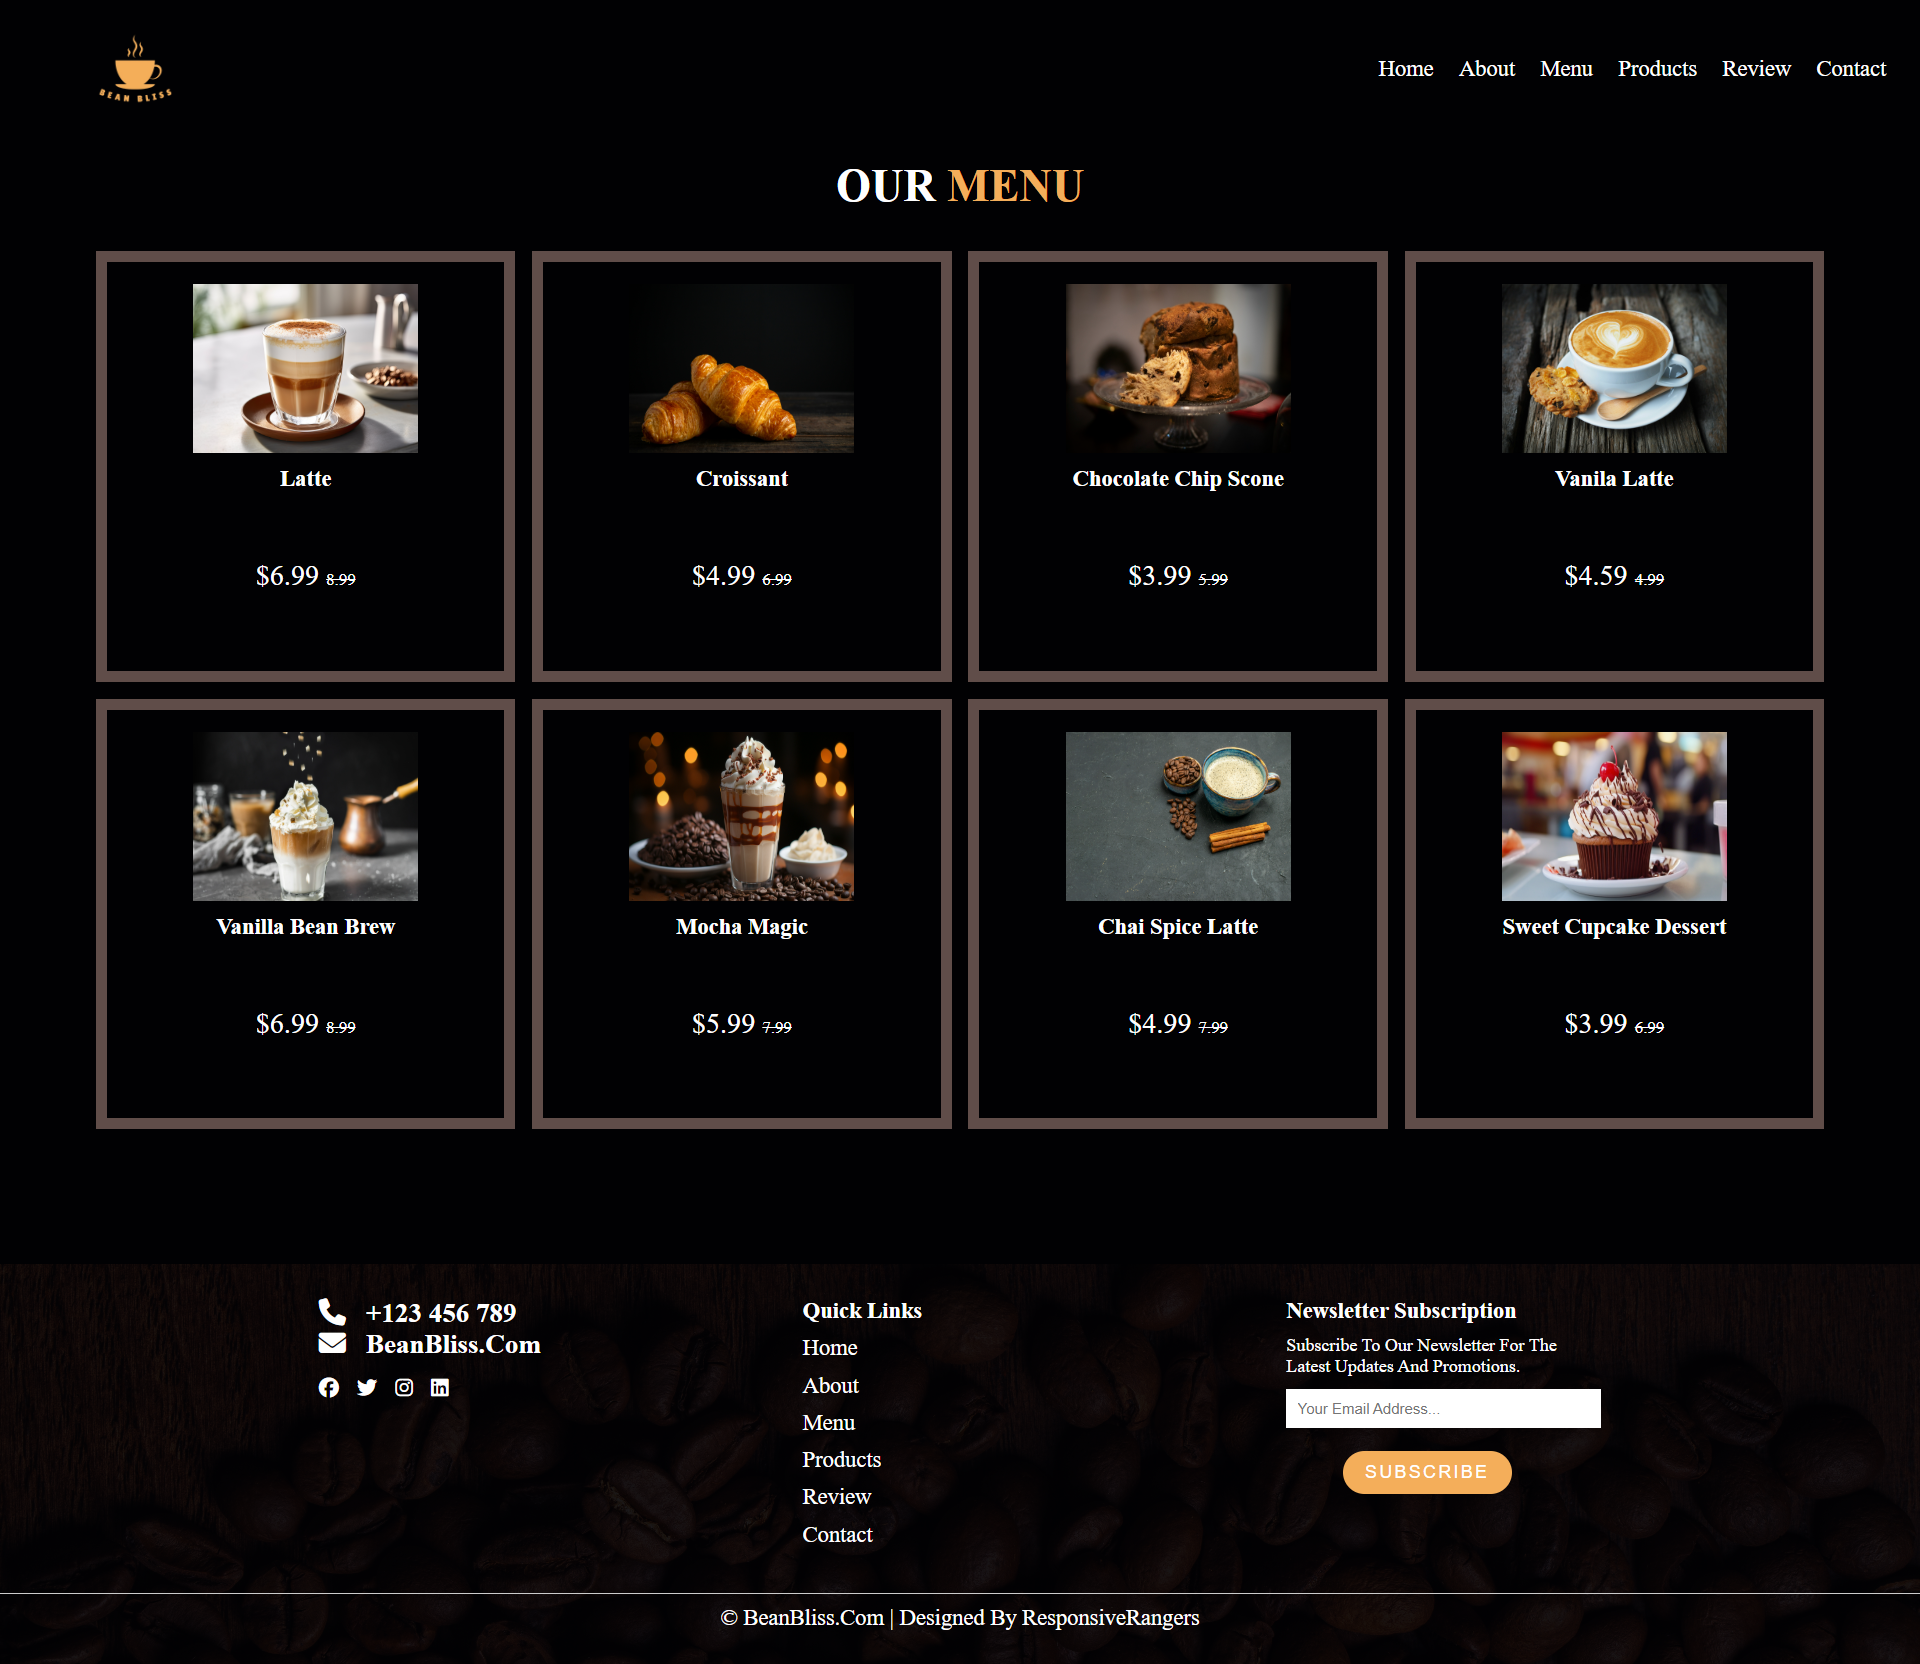 BEAN BLISS
Home About Menu Products Review Contact
OUR MENU
Latte
$6.99 8.99
Croissant
$4.99 6.99
Chocolate Chip Scone
$3.99 5.99
Vanila Latte
$4.59 4.99
Vanilla Bean Brew
$6.99 8.99
Mocha Magic
$5.99 7.99
Chai Spice Latte
$4.99 7.99
Sweet Cupcake Dessert
$3.99 6.99
+123 456 789
BeanBliss.Com
Quick Links
Home
About
Menu
Products
Review
Contact
Newsletter Subscription
Subscribe To Our Newsletter For The
Latest Updates And Promotions.
Your Email Address...
SUBSCRIBE
© BeanBliss.Com | Designed By ResponsiveRangers